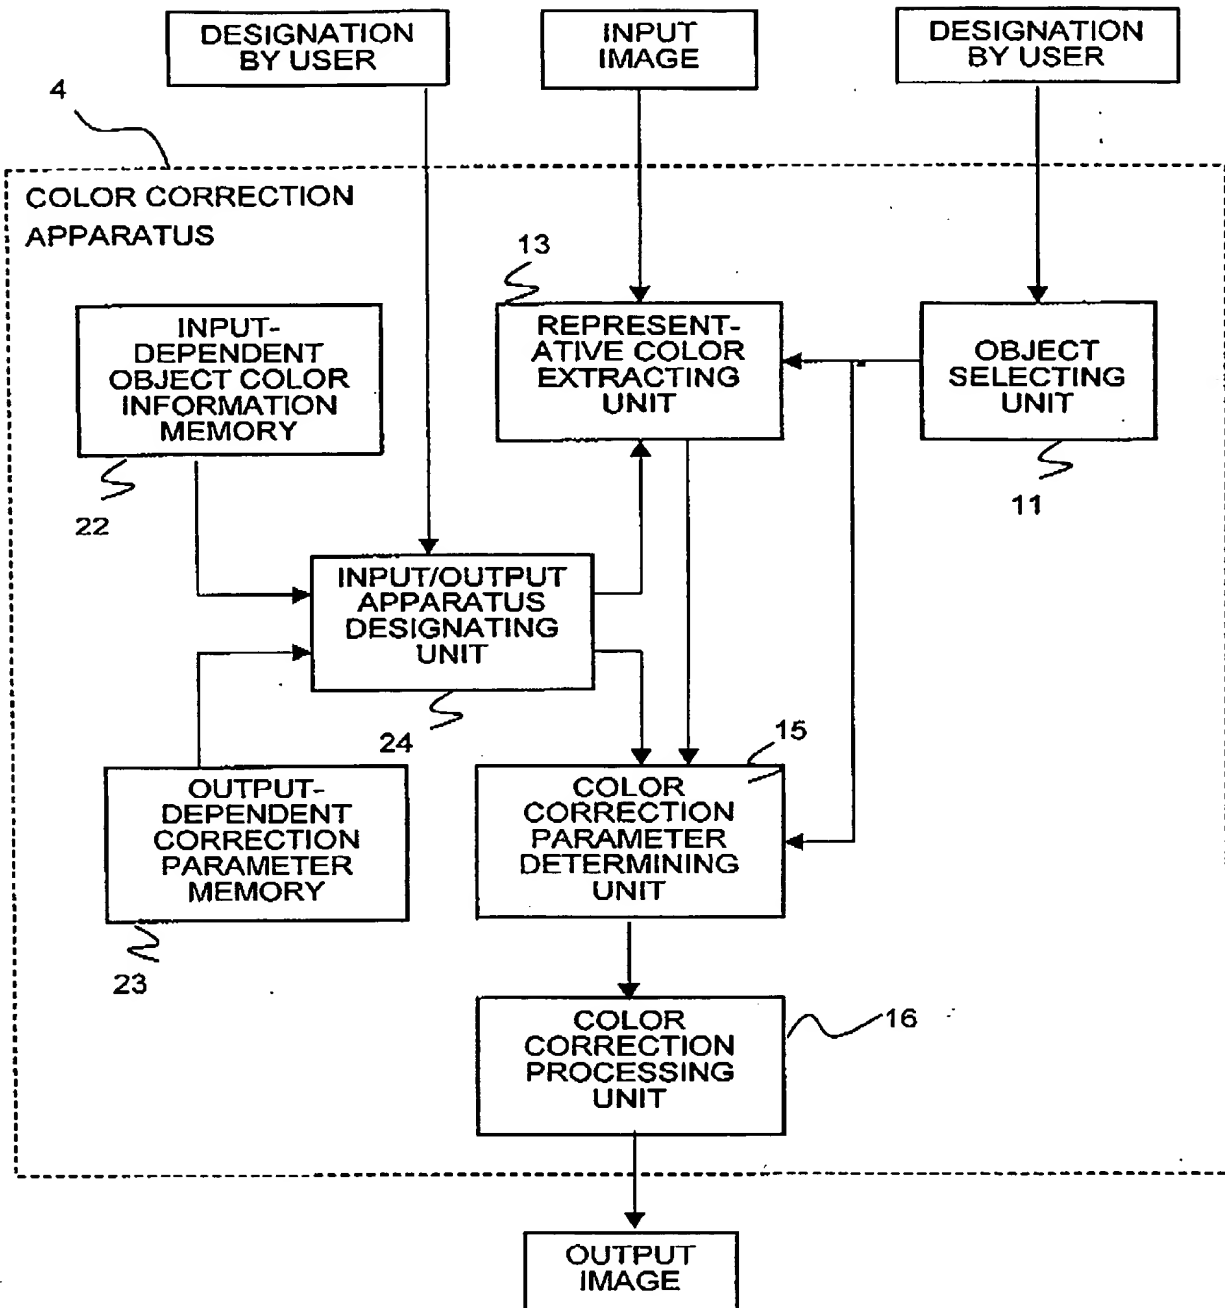 DESIGNATION
BY USER
INPUT
IMAGE
DESIGNATION
BY USER
4
COLOR CORRECTION
APPARATUS
13
INPUT-
DEPENDENT
OBJECT COLOR
INFORMATION
MEMORY
REPRESENT-
ATIVE COLOR
EXTRACTING
UNIT
OBJECT
SELECTING
UNIT
22
11
INPUT/OUTPUT
APPARATUS
DESIGNATING
UNIT
24
15
OUTPUT-
DEPENDENT
CORRECTION
PARAMETER
MEMORY
COLOR
CORRECTION
PARAMETER
DETERMINING
UNIT
23
COLOR
CORRECTION
PROCESSING
UNIT
16
OUTPUT
IMAGE